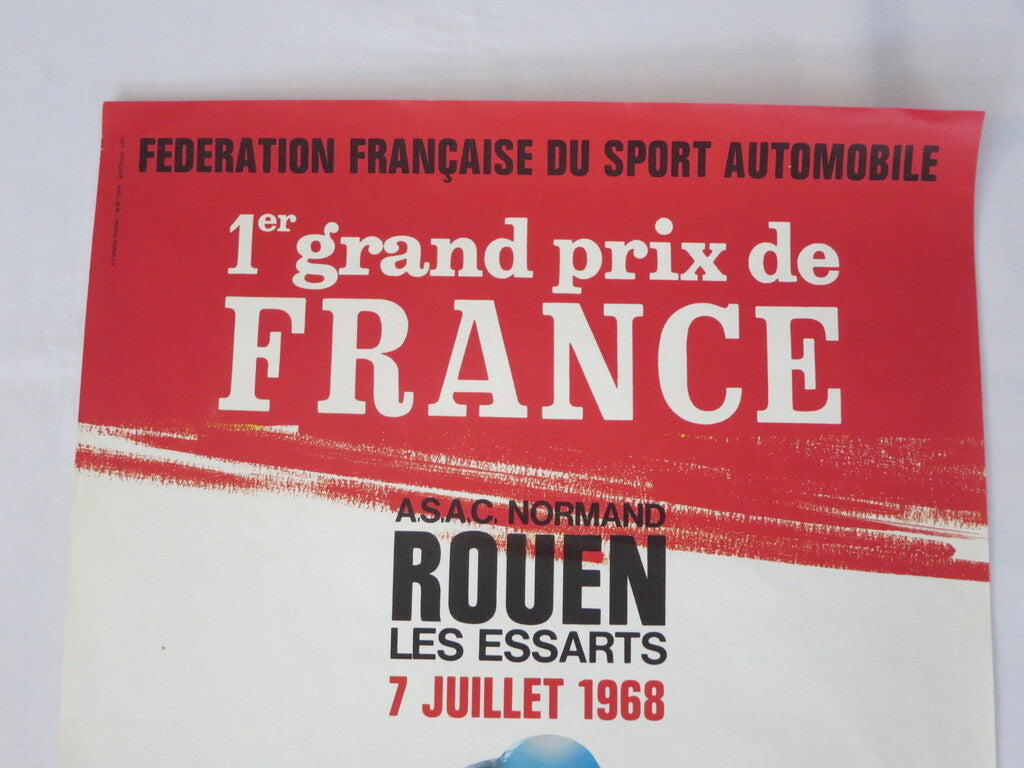 FEDERATION FRANÇAISE DU SPORT AUTOMOBILE
1er grand prix de
FRANCE
A.S.A.C. NORMAND
ROUEN
LES ESSARTS
7 JUILLET 1968